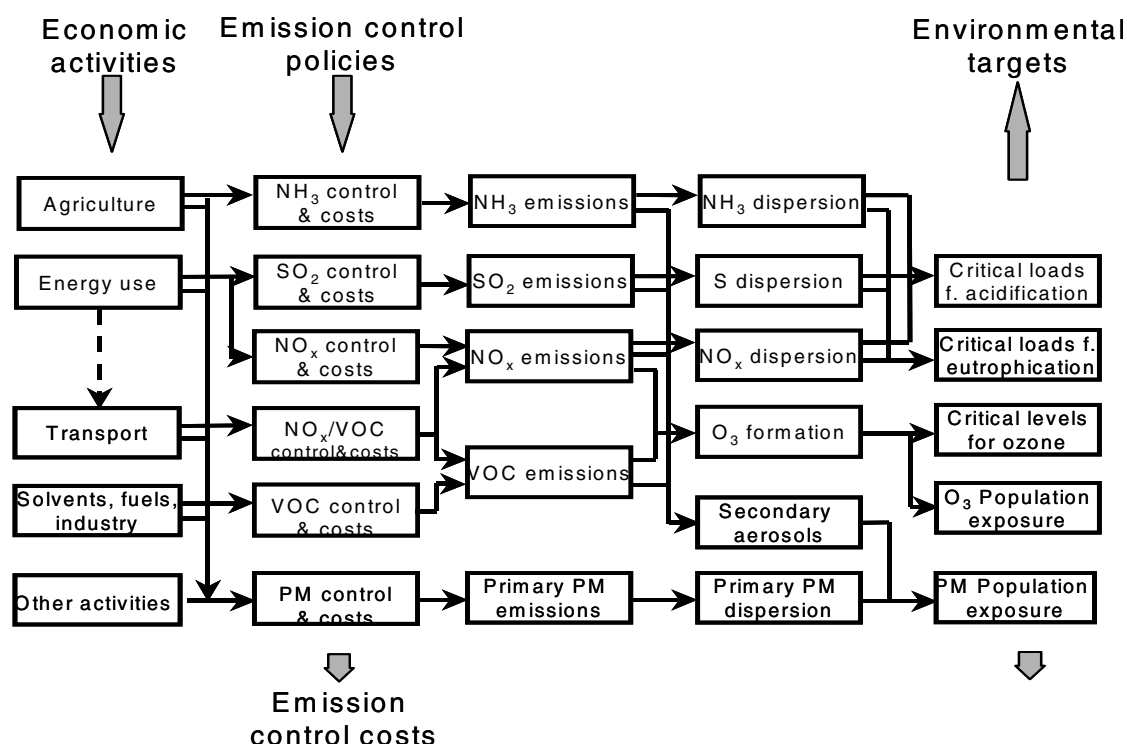 Economic
activities
Emission control
policies
Environmental
targets
Agriculture
NH₃ control
& costs
NH₃ emissions
NH₃ dispersion
Energy use
SO₂ control
& costs
SO₂ emissions
S dispersion
Critical loads
f. acidification
NOₓ control
& costs
NOₓ emissions
NOₓ dispersion
Critical loads f.
eutrophication
Transport
NOₓ/VOC
control&costs
O₃ formation
Critical levels
for ozone
VOC emissions
Solvents, fuels,
industry
VOC control
& costs
Secondary
aerosols
O₃ Population
exposure
Other activities
PM control
& costs
Primary PM
emissions
Primary PM
dispersion
PM Population
exposure
Emission
control costs